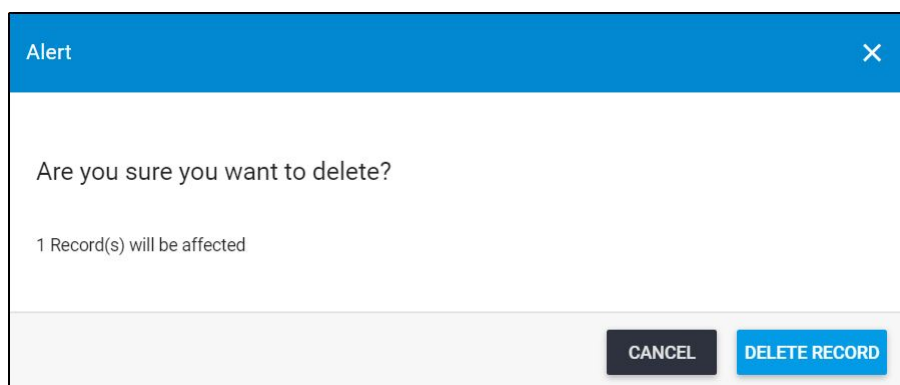 Alert
Are you sure you want to delete?
1 Record(s) will be affected
CANCEL DELETE RECORD